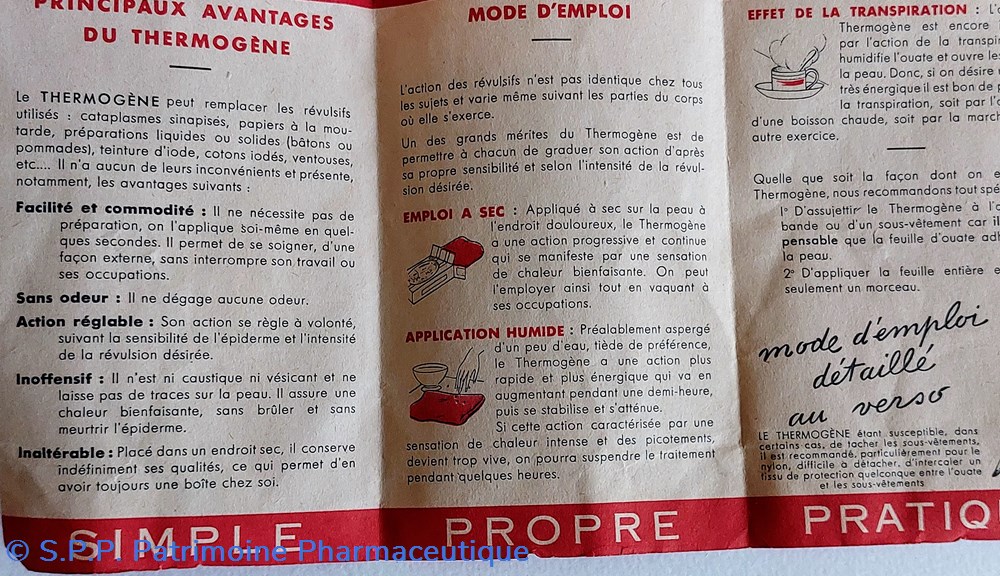 PRINCIPAUX AVANTAGES
DU THERMOGÈNE
Le THERMOGÈNE peut remplacer les révulsifs
utilisés : cataplasmes sinapisés, papiers à la mou-
tarde, préparations liquides ou solides (bâtons ou
pommades), teinture d'iode, cotons iodés, ventouses,
etc.... Il n'a aucun de leurs inconvénients et présente,
notamment, les avantages suivants :
Facilité et commodité : Il ne nécessite pas de
préparation, on l'applique soi-même en quel-
ques secondes. Il permet de se soigner, d'une
façon externe, sans interrompre son travail ou
ses occupations.
Sans odeur : Il ne dégage aucune odeur.
Action réglable : Son action se règle à volonté,
suivant la sensibilité de l'épiderme et l'intensité
de la révulsion désirée.
Inoffensif : Il n'est ni caustique ni vésicant et ne
laisse pas de traces sur la peau. Il assure une
chaleur bienfaisante, sans brûler et sans
meurtrir l'épiderme.
Inaltérable : Placé dans un endroit sec, il conserve
indéfiniment ses qualités, ce qui permet d'en
avoir toujours une boîte chez soi.
SIMPLE
MODE D'EMPLOI
L'action des révulsifs n'est pas identique chez tous
les sujets et varie même suivant les parties du corps
où elle s'exerce.
Un des grands mérites du Thermogène est de
permettre à chacun de graduer son action d'après
sa propre sensibilité et selon l'intensité de la révul-
sion désirée.
EMPLOI A SEC : Appliqué à sec sur la peau à
l'endroit douloureux, le Thermogène
a une action progressive et continue
qui se manifeste par une sensation
de chaleur bienfaisante. On peut
l'employer ainsi tout en vaquant à
ses occupations.
APPLICATION HUMIDE : Préalablement aspergé
d'un peu d'eau, tiède de préférence,
le Thermogène a une action plus
rapide et plus énergique qui va en
augmentant pendant une demi-heure,
puis se stabilise et s'atténue.
Si cette action caractérisée par une
sensation de chaleur intense et des picotements,
devient trop vive, on pourra suspendre le traitement
pendant quelques heures.
PROPRE
EFFET DE LA TRANSPIRATION :
Thermogène est encore
par l'action de la
humidifie l'ouate et ouvre
la peau. Donc, si on désire
très énergique il est bon de
la transpiration, soit par
d'une boisson chaude, soit par la
autre exercice.
Quelle que soit la façon dont on
Thermogène, nous recommandons tout
1° D'assujettir le Thermogène à
bande ou d'un sous-vêtement car
pensable que la feuille d'ouate
la peau.
2° D'appliquer la feuille entière
seulement un morceau.
mode d'emploi
détaillé
au verso
LE THERMOGÈNE étant susceptible, dans
certains cas, de tacher les sous-vêtements,
il est recommandé, particulièrement pour le
nylon, difficile à détacher, d'intercaler un
tissu de protection quelconque entre l'ouate
et les sous-vêtements
PRATIQ
© S.P.P. Patrimoine Pharmaceutique